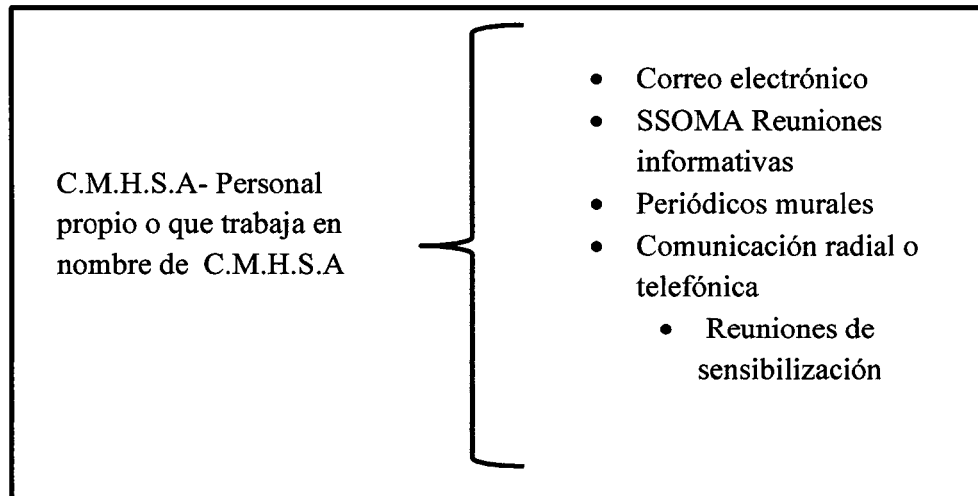 C.M.H.S.A- Personal
propio o que trabaja en
nombre de C.M.H.S.A
• Correo electrónico
• SSOMA Reuniones
informativas
• Periódicos murales
• Comunicación radial o
telefónica
• Reuniones de
sensibilización